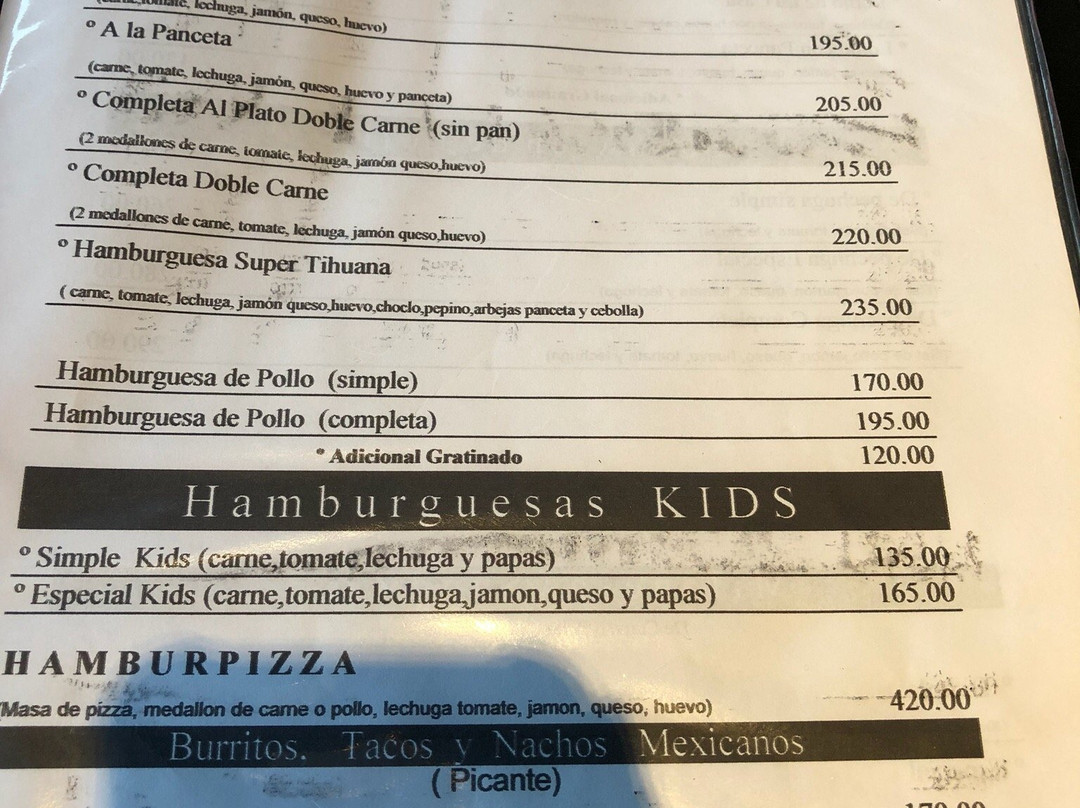 (carne,tomate, lechuga, jamón, queso, huevo)
º A la Panceta 195.00
(carne, tomate, lechuga, jamón, queso, huevo y panceta)
º Completa Al Plato Doble Carne (sin pan) 205.00
(2 medallones de carne, tomate, lechuga, jamón queso,huevo)
º Completa Doble Carne 215.00
(2 medallones de carne, tomate, lechuga, jamón queso,huevo)
º Hamburguesa Super Tihuana 220.00
( carne, tomate, lechuga, jamón queso,huevo,choclo,pepino,arbejas panceta y cebolla) 235.00
Hamburguesa de Pollo (simple) 170.00
Hamburguesa de Pollo (completa) 195.00
º Adicional Gratinado 120.00
Hamburguesas KIDS
º Simple Kids (carne,tomate,lechuga y papas) 135.00
º Especial Kids (carne,tomate,lechuga,jamon,queso y papas) 165.00
HAMBURPIZZA
(Masa de pizza, medallon de carne o pollo, lechuga tomate, jamon, queso, huevo) 420.00
Burritos. Tacos y Nachos Mexicanos
( Picante)
170.00